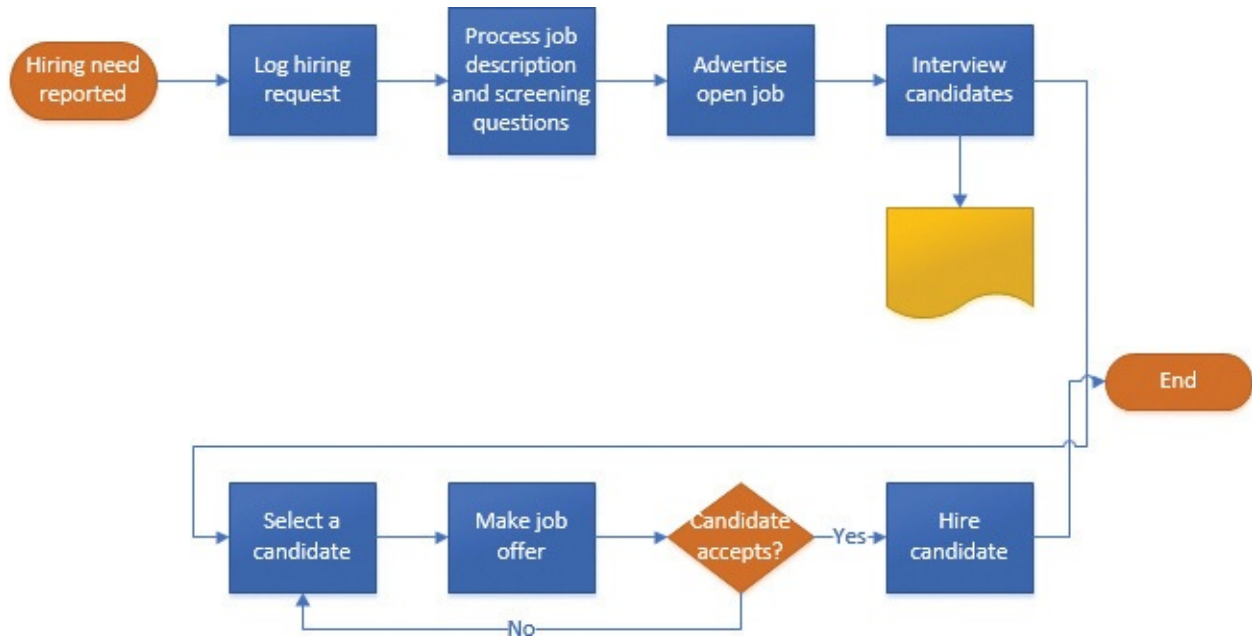 Hiring need
reported
Log hiring
request
Process job
description
and screening
questions
Advertise
open job
Interview
candidates
End
Select a
candidate
Make job
offer
Candidate
accepts?
Yes
Hire
candidate
No